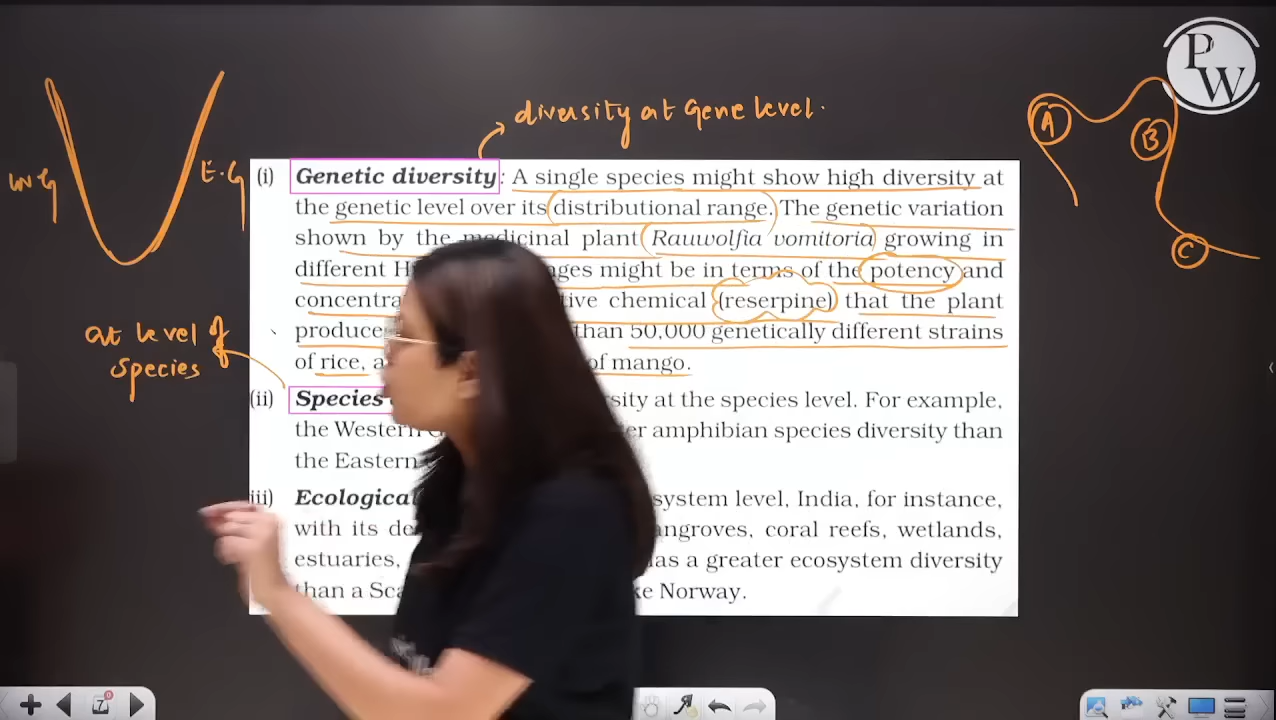 PW
diversity at Gene level.
A
B
C
W.G
E.G
(i) Genetic diversity: A single species might show high diversity at
the genetic level over its distributional range. The genetic variation
shown by the medicinal plant Rauwolfia vomitoria growing in
different H ges might be in terms of the potency and
concentra tive chemical (reserpine) that the plant
produce than 50,000 genetically different strains
of rice, a of mango.
at level of
species
(ii) Species sity at the species level. For example,
the Western G er amphibian species diversity than
the Eastern
iii) Ecological system level, India, for instance,
with its de angroves, coral reefs, wetlands,
estuaries, as a greater ecosystem diversity
than a Sca ke Norway.
7